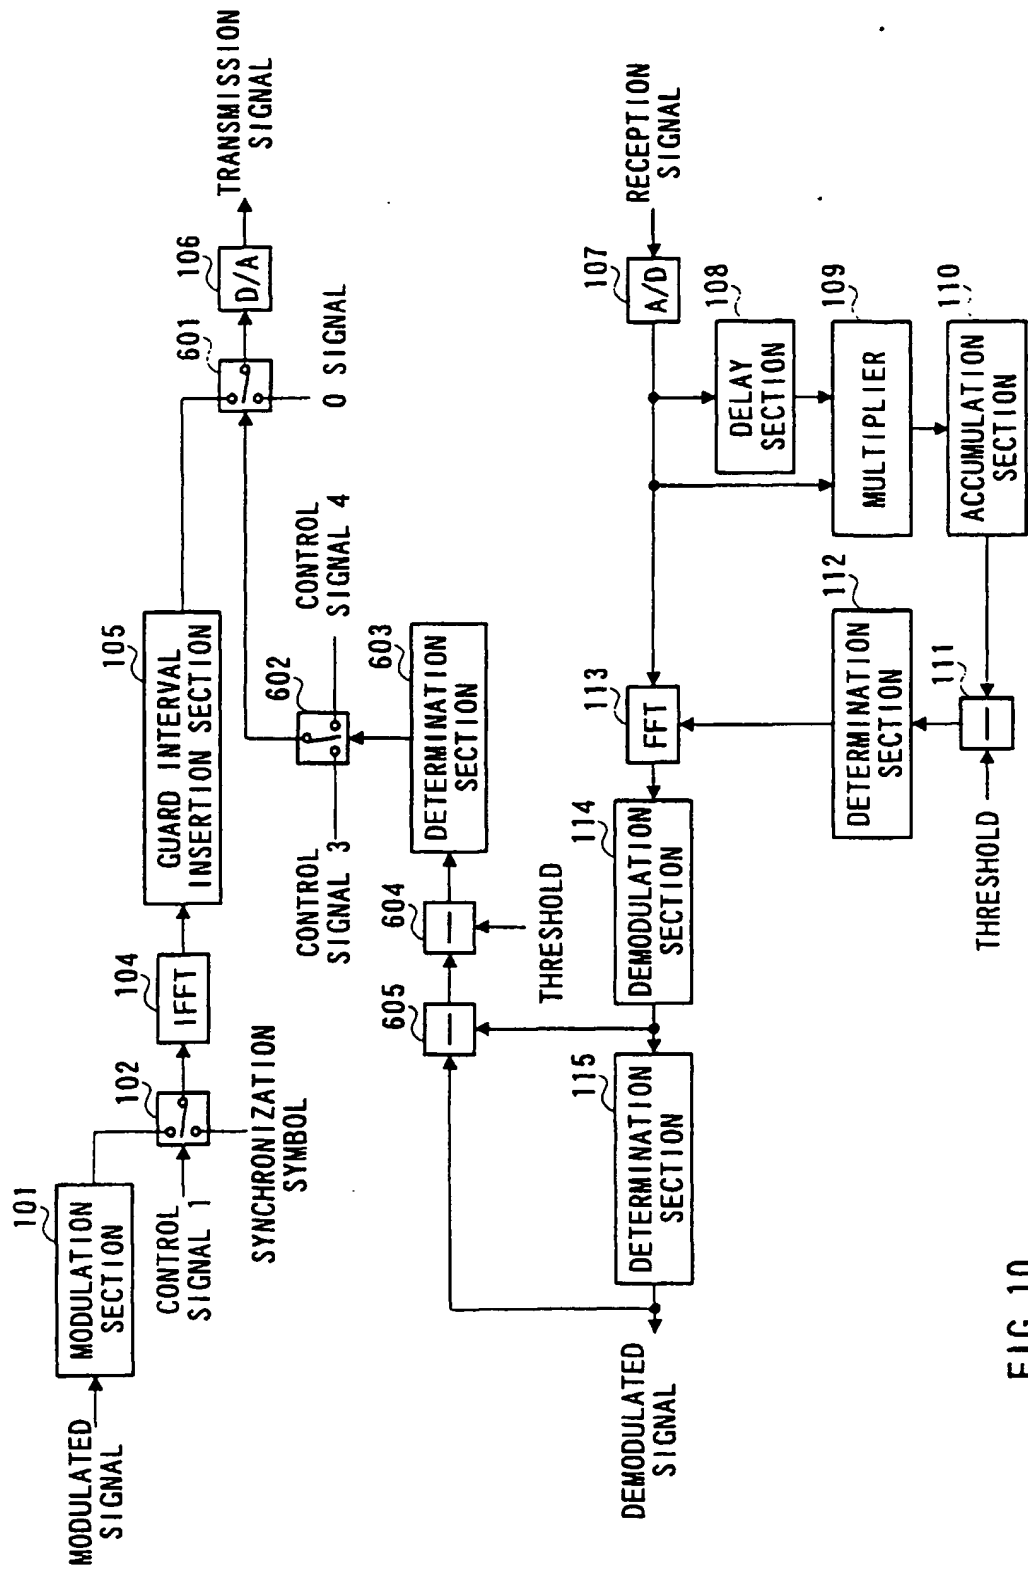 MODULATED
SIGNAL
101
MODULATION
SECTION
CONTROL
SIGNAL 1
102
SYNCHRONIZATION
SYMBOL
104
IFFT
105
GUARD INTERVAL
INSERTION SECTION
601
0 SIGNAL
106
D/A
TRANSMISSION
SIGNAL
CONTROL
SIGNAL 3
602
CONTROL
SIGNAL 4
603
DETERMINATION
SECTION
604
THRESHOLD
605
RECEPTION
SIGNAL
107
A/D
108
DELAY
SECTION
109
MULTIPLIER
110
ACCUMULATION
SECTION
111
THRESHOLD
112
DETERMINATION
SECTION
113
FFT
114
DEMODULATION
SECTION
115
DETERMINATION
SECTION
DEMODULATED
SIGNAL
FIG. 10